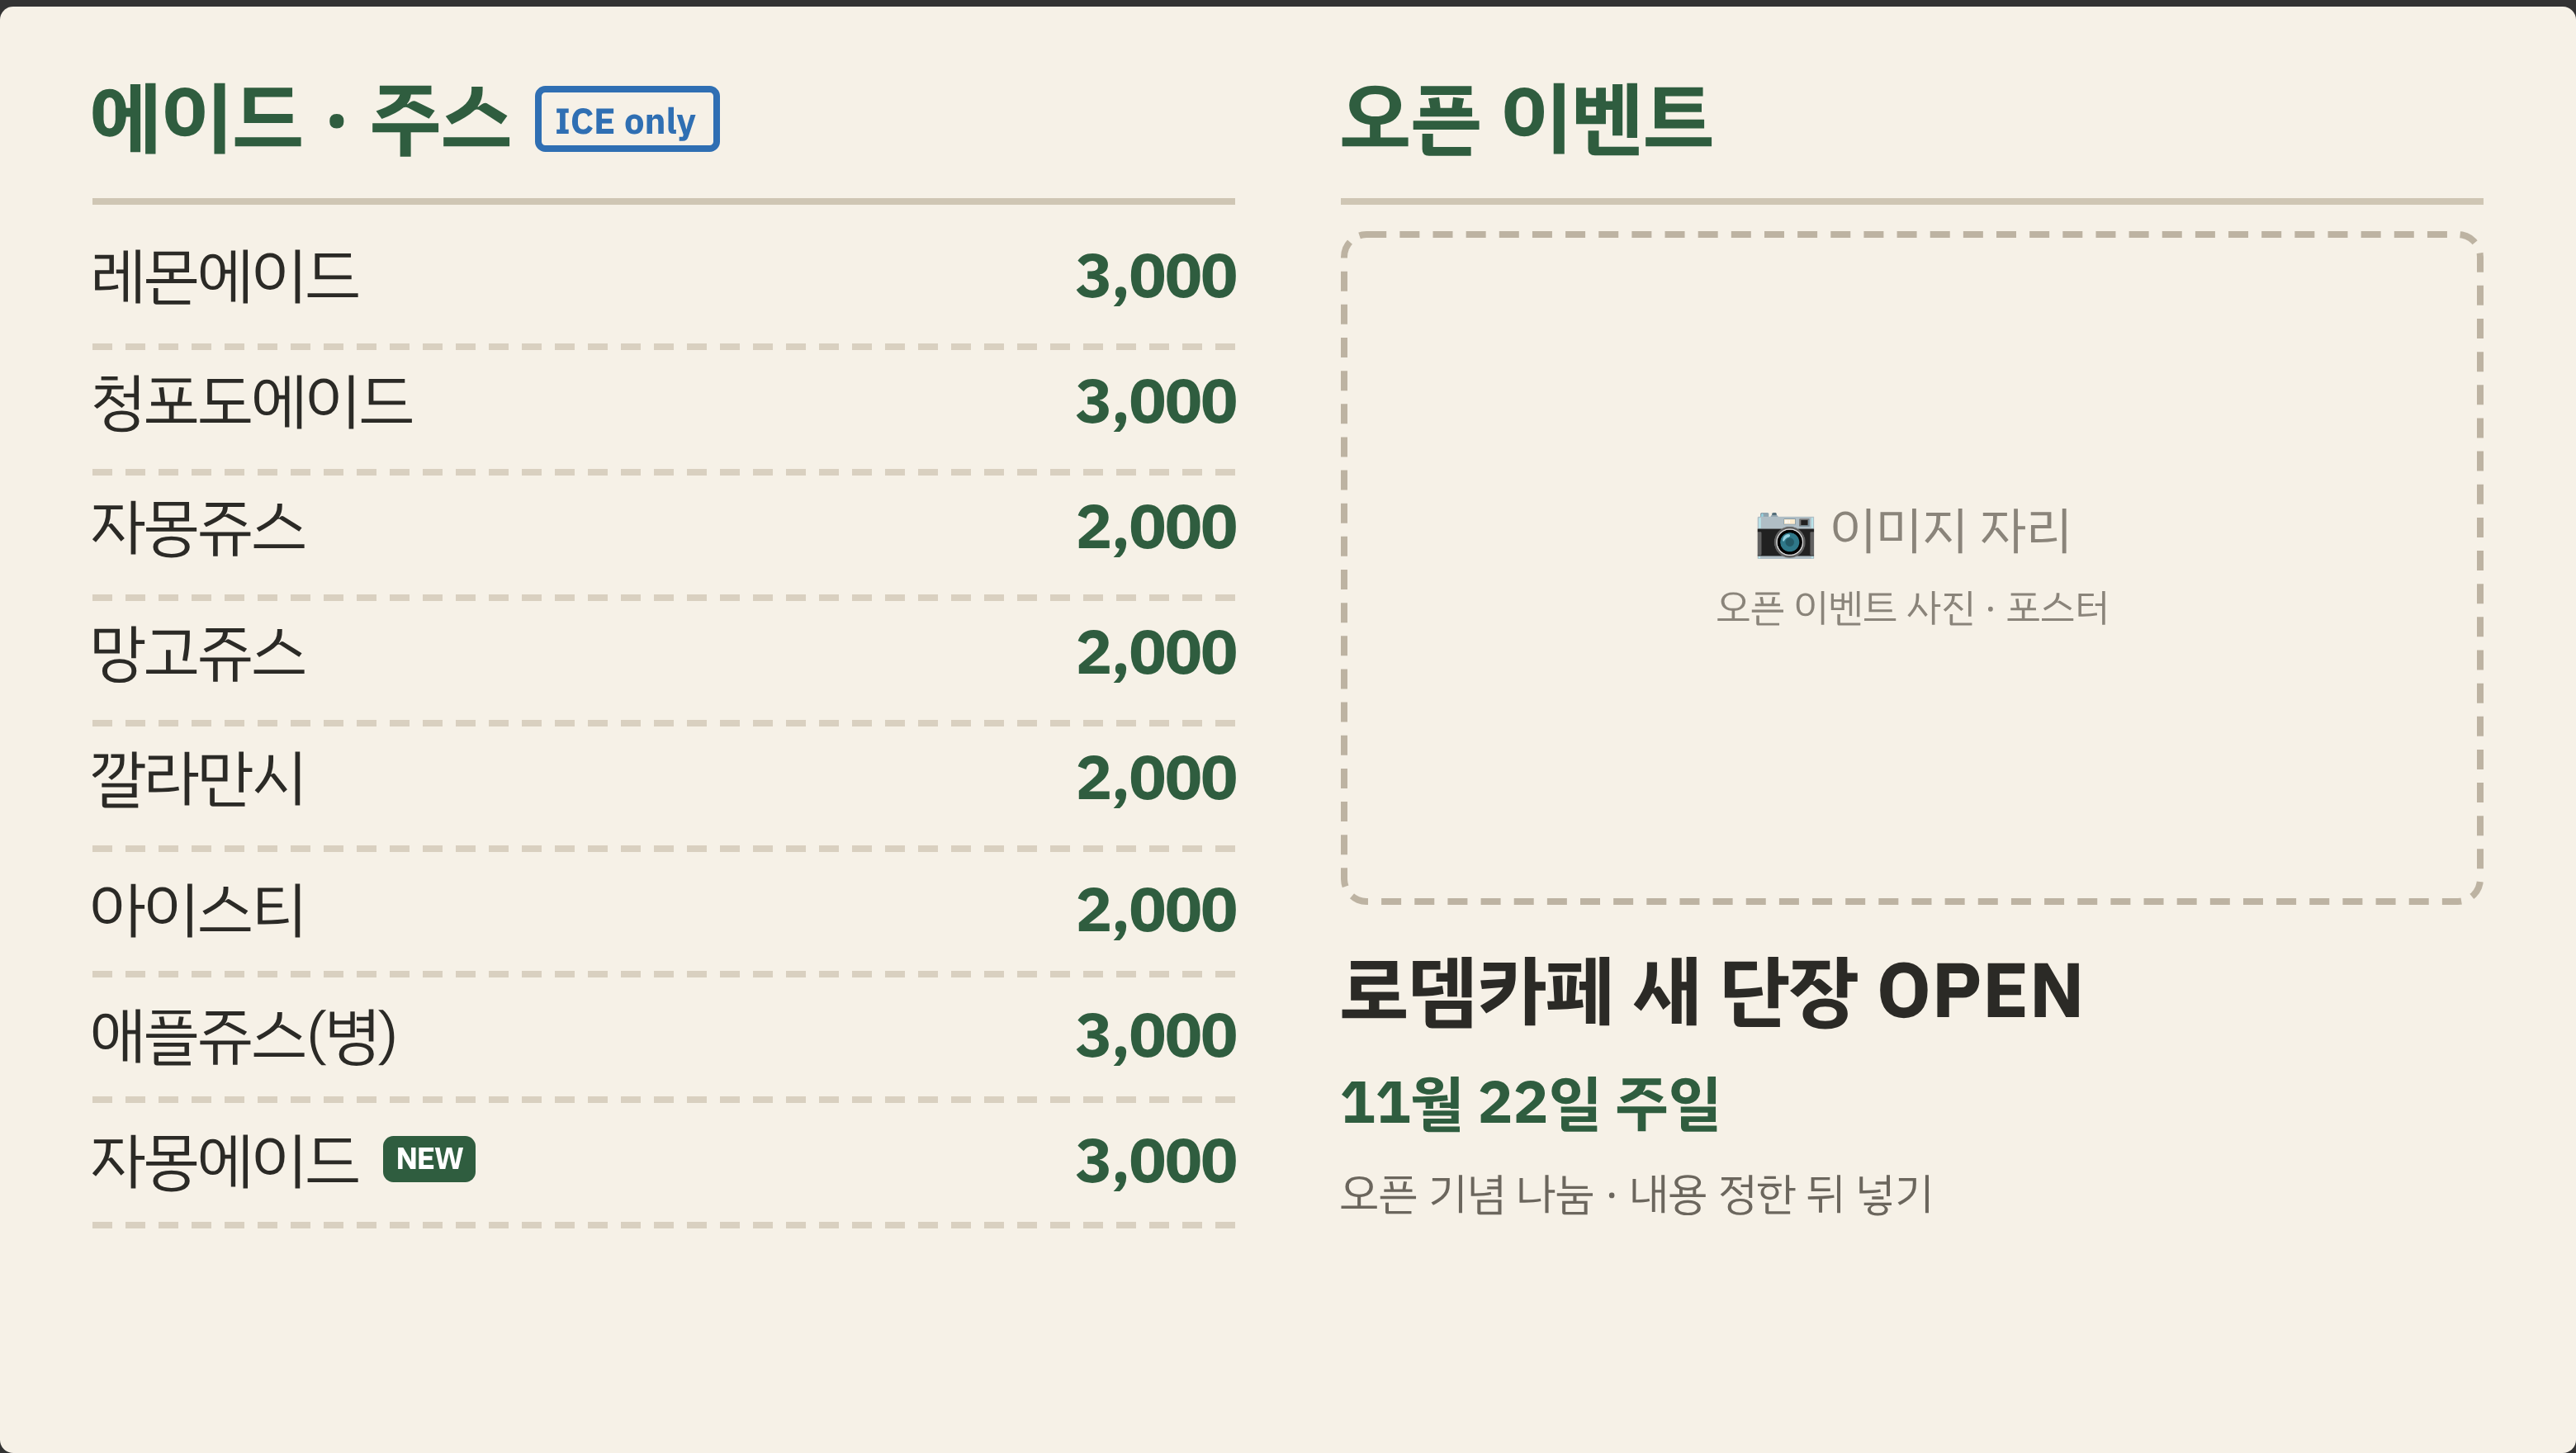 에이드 · 주스 ICE only
레몬에이드 3,000
청포도에이드 3,000
자몽쥬스 2,000
망고쥬스 2,000
깔라만시 2,000
아이스티 2,000
애플쥬스(병) 3,000
자몽에이드 NEW 3,000
오픈 이벤트
이미지 자리
오픈 이벤트 사진 · 포스터
로뎀카페 새 단장 OPEN
11월 22일 주일
오픈 기념 나눔 · 내용 정한 뒤 넣기